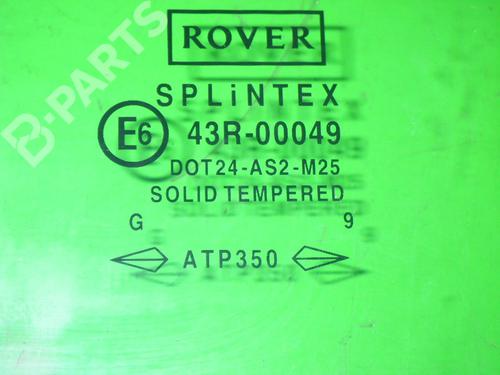 ROVER
SPLiNTEX
E6 43R-00049
DOT24-AS2-M25
SOLID TEMPERED
G 9
ATP350
B-PARTS